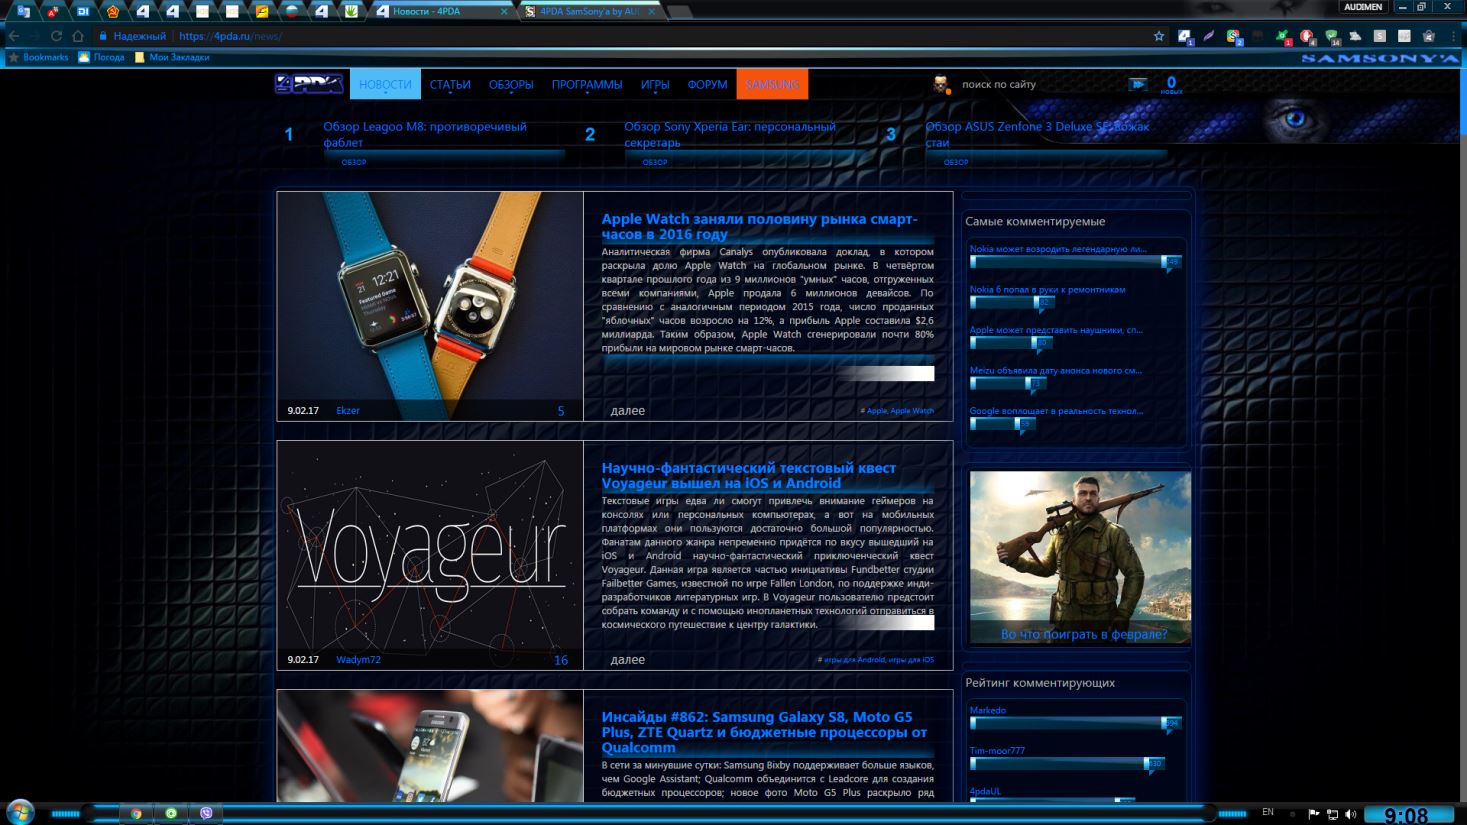 AUDIMEN
Новости - 4PDA
4PDA SamSony'a by AUD
Надежный
https://4pda.ru/news/
Bookmarks
Погода
Мои Закладки
SAMSONY'A
4PDA
НОВОСТИ
СТАТЬИ
ОБЗОРЫ
ПРОГРАММЫ
ИГРЫ
ФОРУМ
SAMSUNG
поиск по сайту
0
НОВЫХ
1
Обзор Leagoo M8: противоречивый
фаблет
ОБЗОР
2
Обзор Sony Xperia Ear: персональный
секретарь
ОБЗОР
3
Обзор ASUS Zenfone 3 Deluxe SE: вожак
стаи
ОБЗОР
12:21
Featured Game
Thursday
9.02.17
Ekzer
5
Apple Watch заняли половину рынка смарт-
часов в 2016 году
Аналитическая фирма Canalys опубликовала доклад, в котором
раскрыла долю Apple Watch на глобальном рынке. В четвёртом
квартале прошлого года из 9 миллионов "умных" часов, отгруженных
всеми компаниями, Apple продала 6 миллионов девайсов. По
сравнению с аналогичным периодом 2015 года, число проданных
"яблочных" часов возросло на 12%, а прибыль Apple составила $2,6
миллиарда. Таким образом, Apple Watch сгенерировали почти 80%
прибыли на мировом рынке смарт-часов.
далее
# Apple, Apple Watch
Voyageur
9.02.17
Wadym72
16
Научно-фантастический текстовый квест
Voyageur вышел на iOS и Android
Текстовые игры едва ли смогут привлечь внимание геймеров на
консолях или персональных компьютерах, а вот на мобильных
платформах они пользуются достаточно большой популярностью.
Фанатам данного жанра непременно придётся по вкусу вышедший на
iOS и Android научно-фантастический приключенческий квест
Voyageur. Данная игра является частью инициативы Fundbetter студии
Failbetter Games, известной по игре Fallen London, по поддержке инди-
разработчиков литературных игр. В Voyageur пользователю предстоит
собрать команду и с помощью инопланетных технологий отправиться в
космического путешествие к центру галактики.
далее
# игры для Android, игры для iOS
Инсайды #862: Samsung Galaxy S8, Moto G5
Plus, ZTE Quartz и бюджетные процессоры от
Qualcomm
В сети за минувшие сутки: Samsung Bixby поддерживает больше языков,
чем Google Assistant; Qualcomm объединится с Leadcore для создания
бюджетных процессоров; новое фото Moto G5 Plus раскрыло ряд
Самые комментируемые
Nokia может возродить легендарную ли...
Nokia 6 попал в руки к ремонтникам
Apple может представить наушники, сп...
Meizu объявила дату анонса нового см...
Google воплощает в реальность технол...
Во что поиграть в феврале?
Рейтинг комментирующих
Markedo
Tim-moor777
4pdaUL
EN
9:08